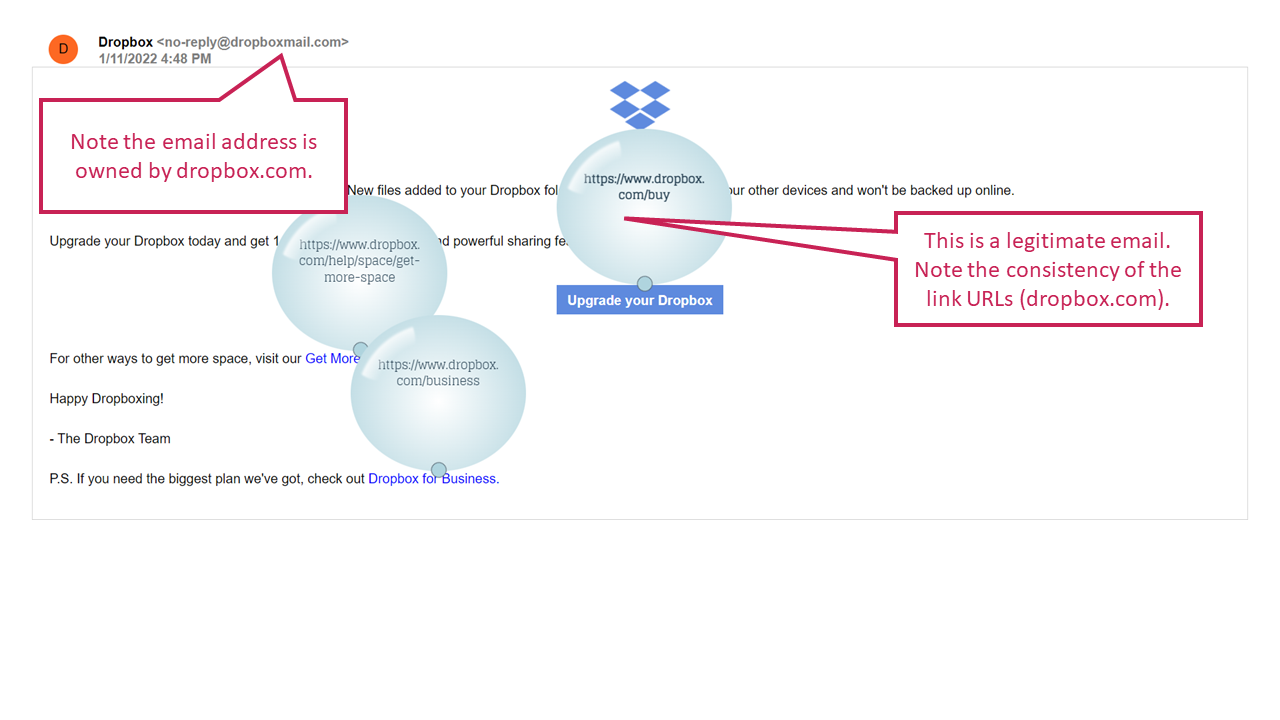 D
Dropbox <no-reply@dropboxmail.com>
1/11/2022 4:48 PM
Note the email address is
owned by dropbox.com.
New files added to your Dropbox fol
our other devices and won't be backed up online.
https://www.dropbox.
com/buy
Upgrade your Dropbox today and get 1
nd powerful sharing fe
https://www.dropbox.
com/help/space/get-
more-space
This is a legitimate email.
Note the consistency of the
link URLs (dropbox.com).
Upgrade your Dropbox
For other ways to get more space, visit our Get More
https://www.dropbox.
com/business
Happy Dropboxing!
- The Dropbox Team
P.S. If you need the biggest plan we've got, check out Dropbox for Business.